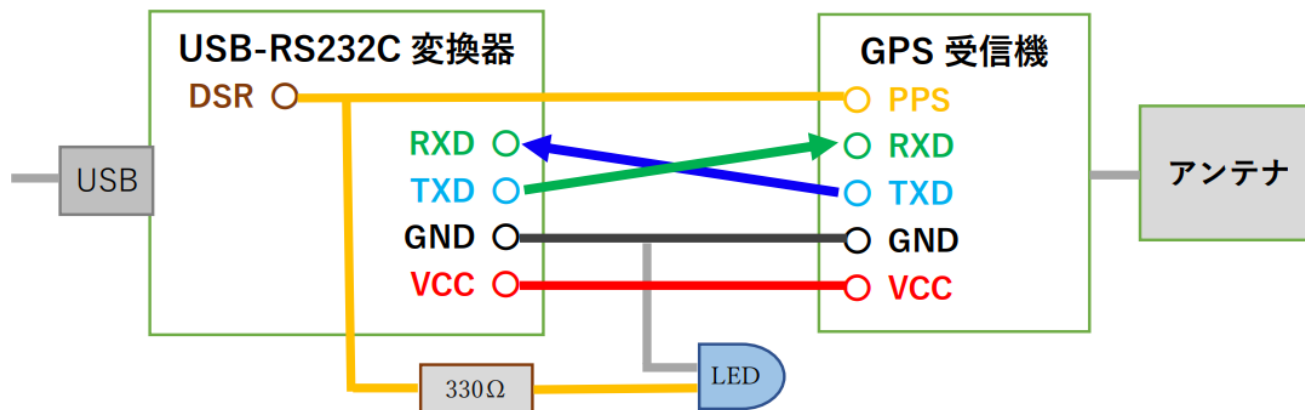 USB-RS232C 変換器
GPS 受信機
DSR
PPS
RXD
RXD
TXD
TXD
GND
GND
VCC
VCC
USB
アンテナ
330Ω
LED